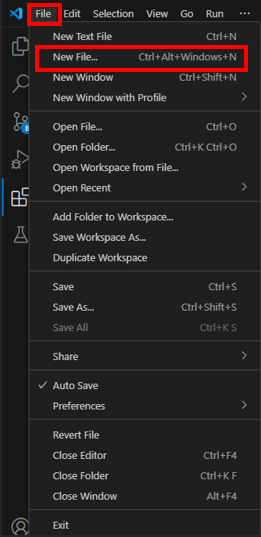 File Edit Selection View Go Run ...
New Text File Ctrl+N
New File... Ctrl+Alt+Windows+N
New Window Ctrl+Shift+N
New Window with Profile
Open File... Ctrl+O
Open Folder... Ctrl+K Ctrl+O
Open Workspace from File...
Open Recent
Add Folder to Workspace...
Save Workspace As...
Duplicate Workspace
Save Ctrl+S
Save As... Ctrl+Shift+S
Save All Ctrl+K S
Share
Auto Save
Preferences
Revert File
Close Editor Ctrl+F4
Close Folder Ctrl+K F
Close Window Alt+F4
Exit